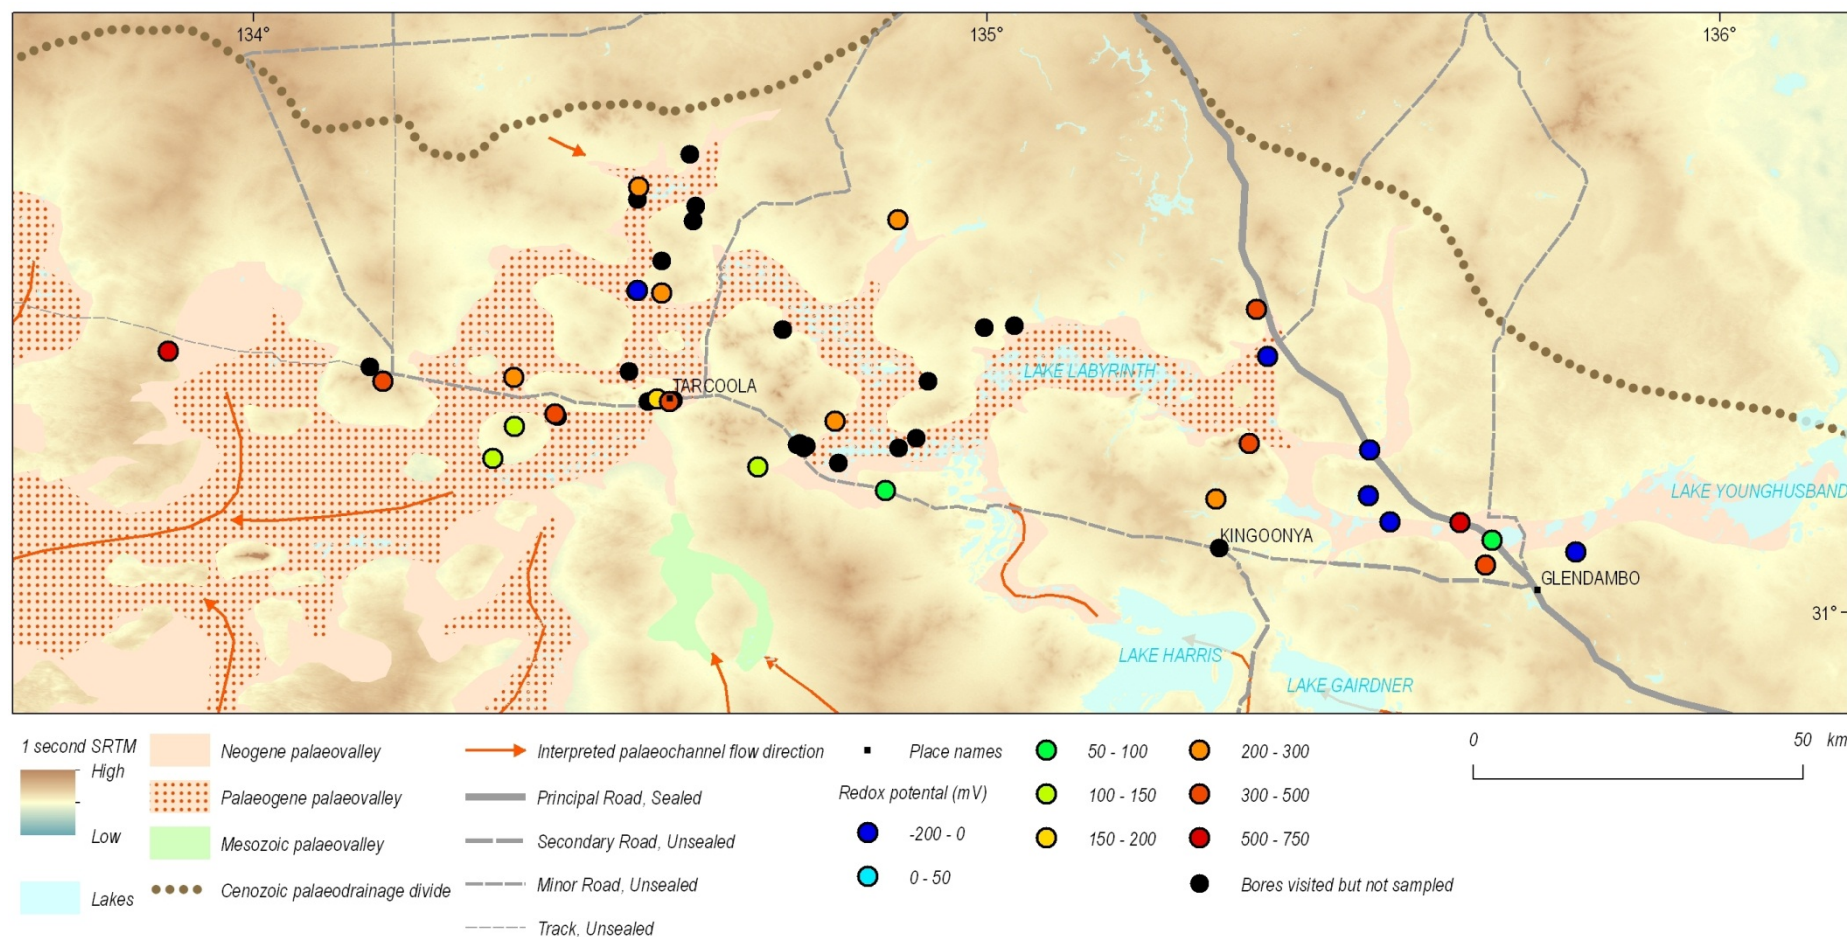 134°
135°
136°
TARCOOLA
LAKE LABYRINTH
LAKE YOUNGHUSBAND
KINGOONYA
GLENDAMBO
31°
LAKE HARRIS
LAKE GAIRDNER
1 second SRTM
High
Low
Lakes
Neogene palaeovalley
Palaeogene palaeovalley
Mesozoic palaeovalley
Cenozoic palaeodrainage divide
Interpreted palaeochannel flow direction
Principal Road, Sealed
Secondary Road, Unsealed
Minor Road, Unsealed
Track, Unsealed
Place names
Redox potental (mV)
-200 - 0
0 - 50
50 - 100
100 - 150
150 - 200
200 - 300
300 - 500
500 - 750
Bores visited but not sampled
0 50 km